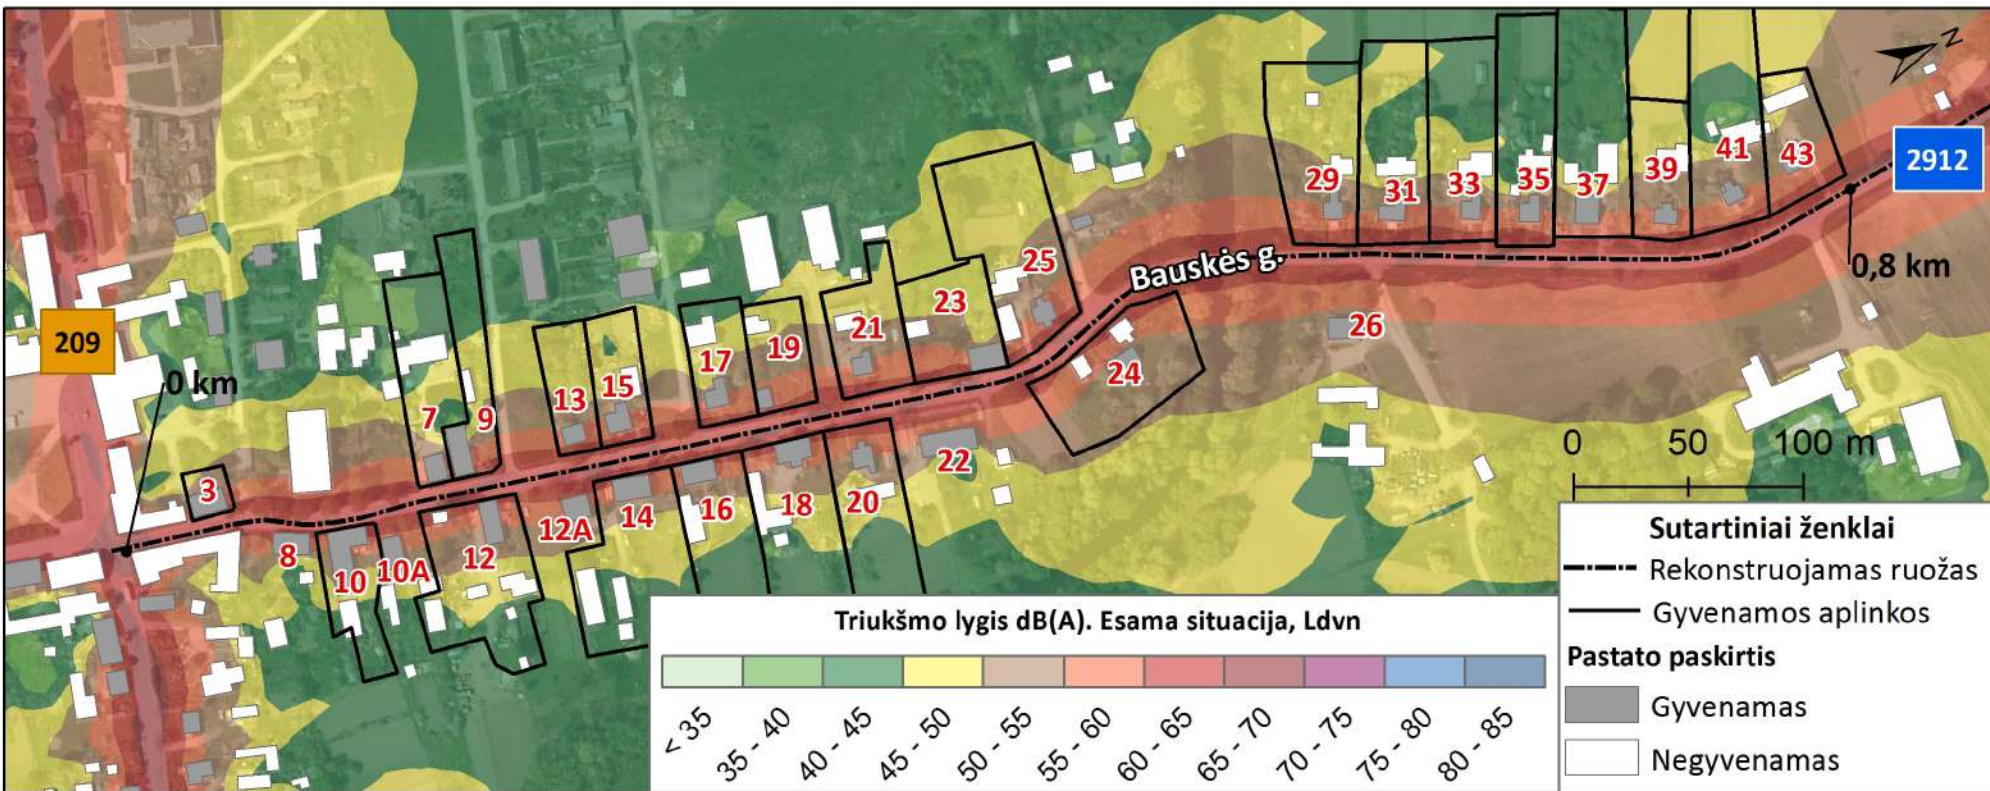 N
29
31
33
35
37
39
41
43
2912
25
Bauskės g.
0,8 km
23
21
26
209
0 km
17
19
24
13
15
7
9
0 50 100 m
22
3
8
10
10A
12
12A
14
16
18
20
Triukšmo lygis dB(A). Esama situacija, Ldvn
< 35
35 - 40
40 - 45
45 - 50
50 - 55
55 - 60
60 - 65
65 - 70
70 - 75
75 - 80
80 - 85
Sutartiniai ženklai
Rekonstruojamas ruožas
Gyvenamos aplinkos
Pastato paskirtis
Gyvenamas
Negyvenamas